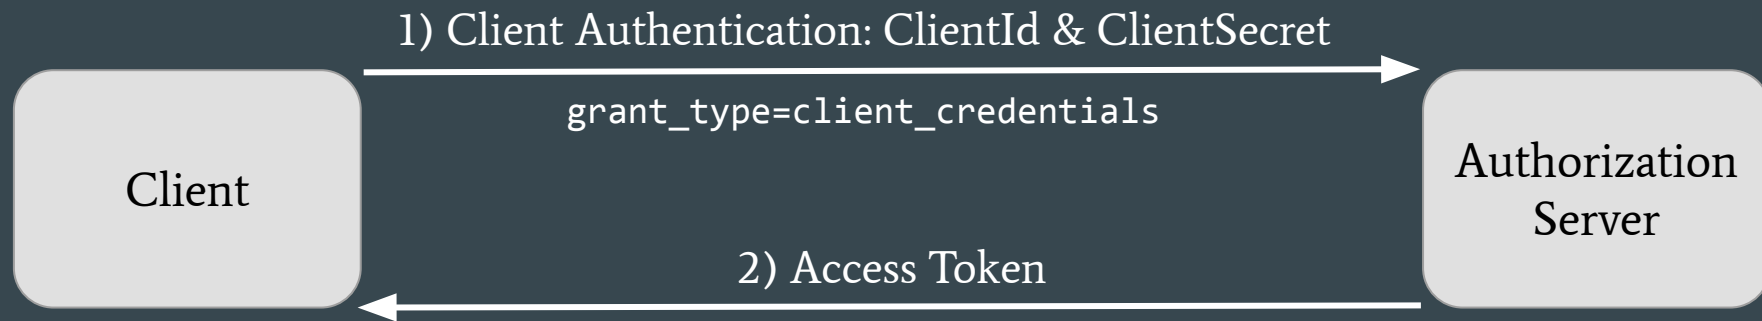 1) Client Authentication: ClientId & ClientSecret
grant_type=client_credentials
Client
Authorization
Server
2) Access Token